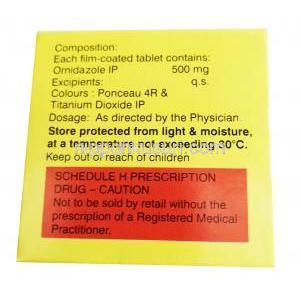 Composition:
Each film-coated tablet contains:
Ornidazole IP 500 mg
Excipients: q.s.
Colours : Ponceau 4R &
Titanium Dioxide IP
Dosage: As directed by the Physician.
Store protected from light & moisture,
at a temperature not exceeding 30°C.
Keep out of reach of children
SCHEDULE H PRESCRIPTION
DRUG – CAUTION
Not to be sold by retail without the
prescription of a Registered Medical
Practitioner.